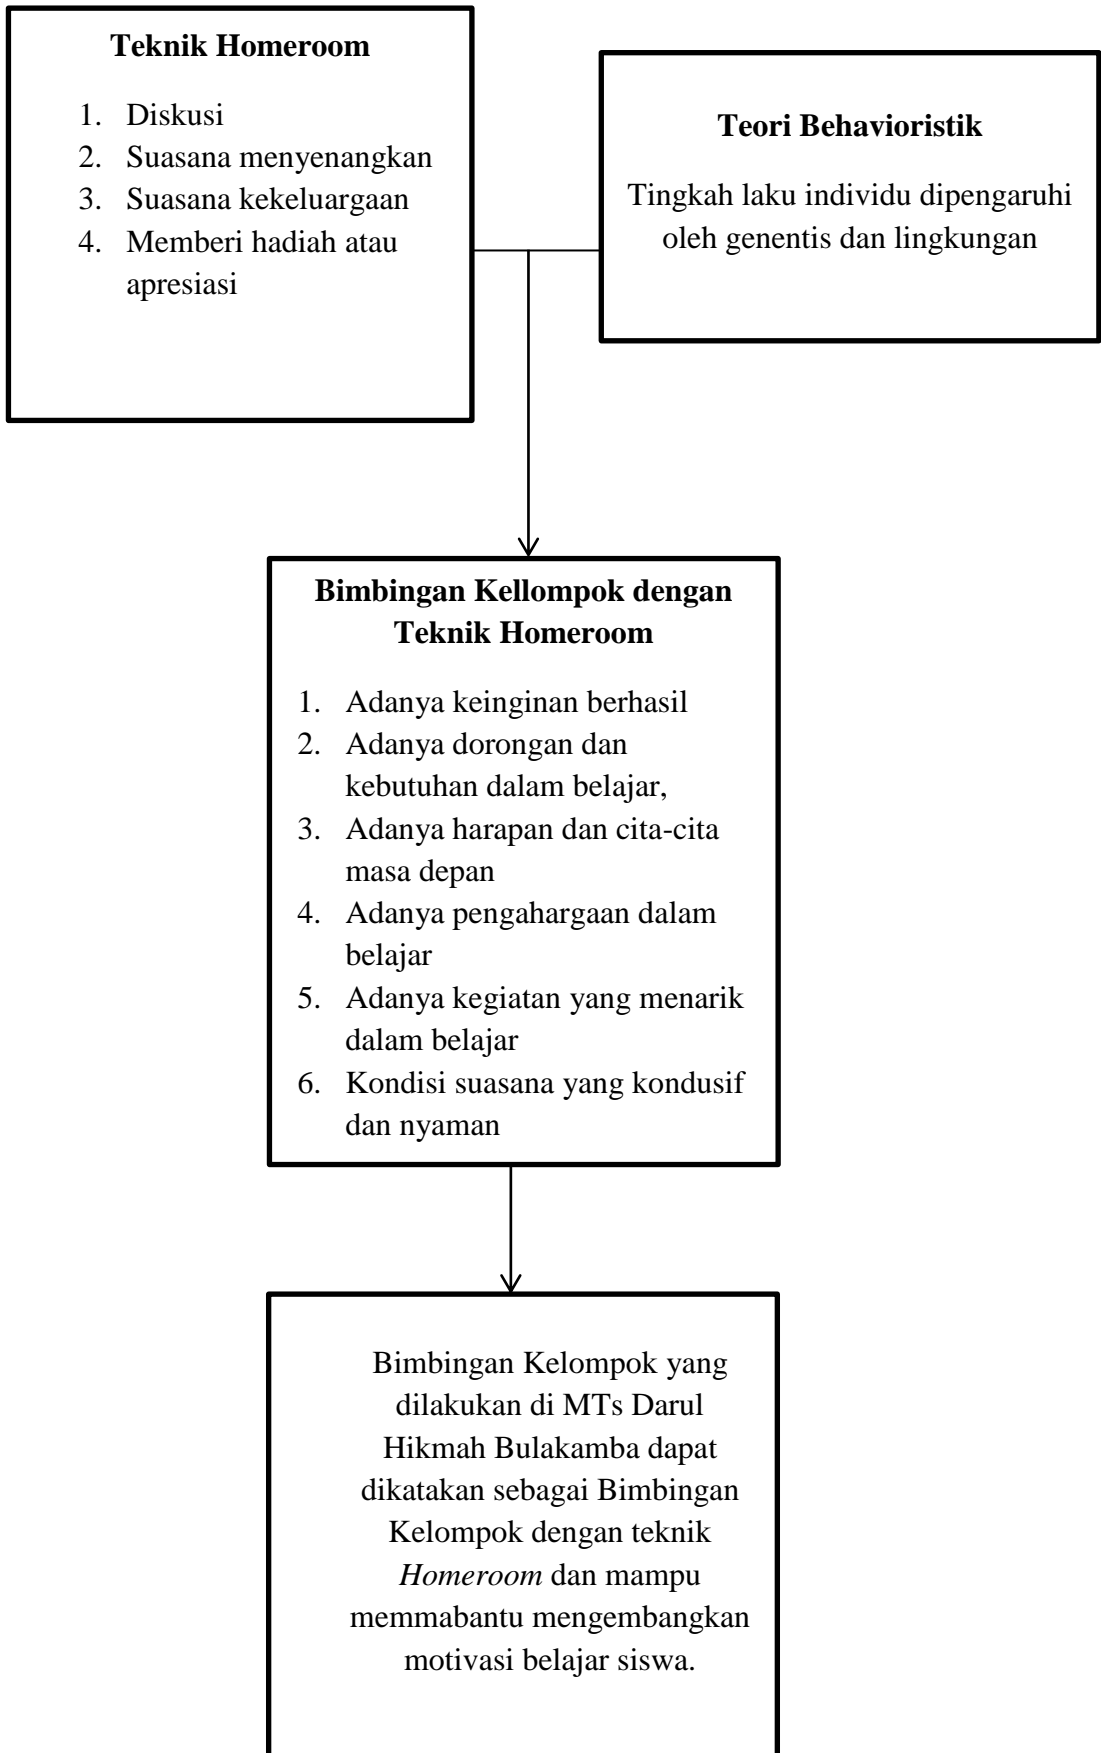 Teknik Homeroom
1. Diskusi
2. Suasana menyenangkan
3. Suasana kekeluargaan
4. Memberi hadiah atau
apresiasi
Teori Behavioristik
Tingkah laku individu dipengaruhi
oleh genentis dan lingkungan
Bimbingan Kellompok dengan
Teknik Homeroom
1. Adanya keinginan berhasil
2. Adanya dorongan dan
kebutuhan dalam belajar,
3. Adanya harapan dan cita-cita
masa depan
4. Adanya pengahargaan dalam
belajar
5. Adanya kegiatan yang menarik
dalam belajar
6. Kondisi suasana yang kondusif
dan nyaman
Bimbingan Kelompok yang
dilakukan di MTs Darul
Hikmah Bulakamba dapat
dikatakan sebagai Bimbingan
Kelompok dengan teknik
Homeroom dan mampu
memmabantu mengembangkan
motivasi belajar siswa.